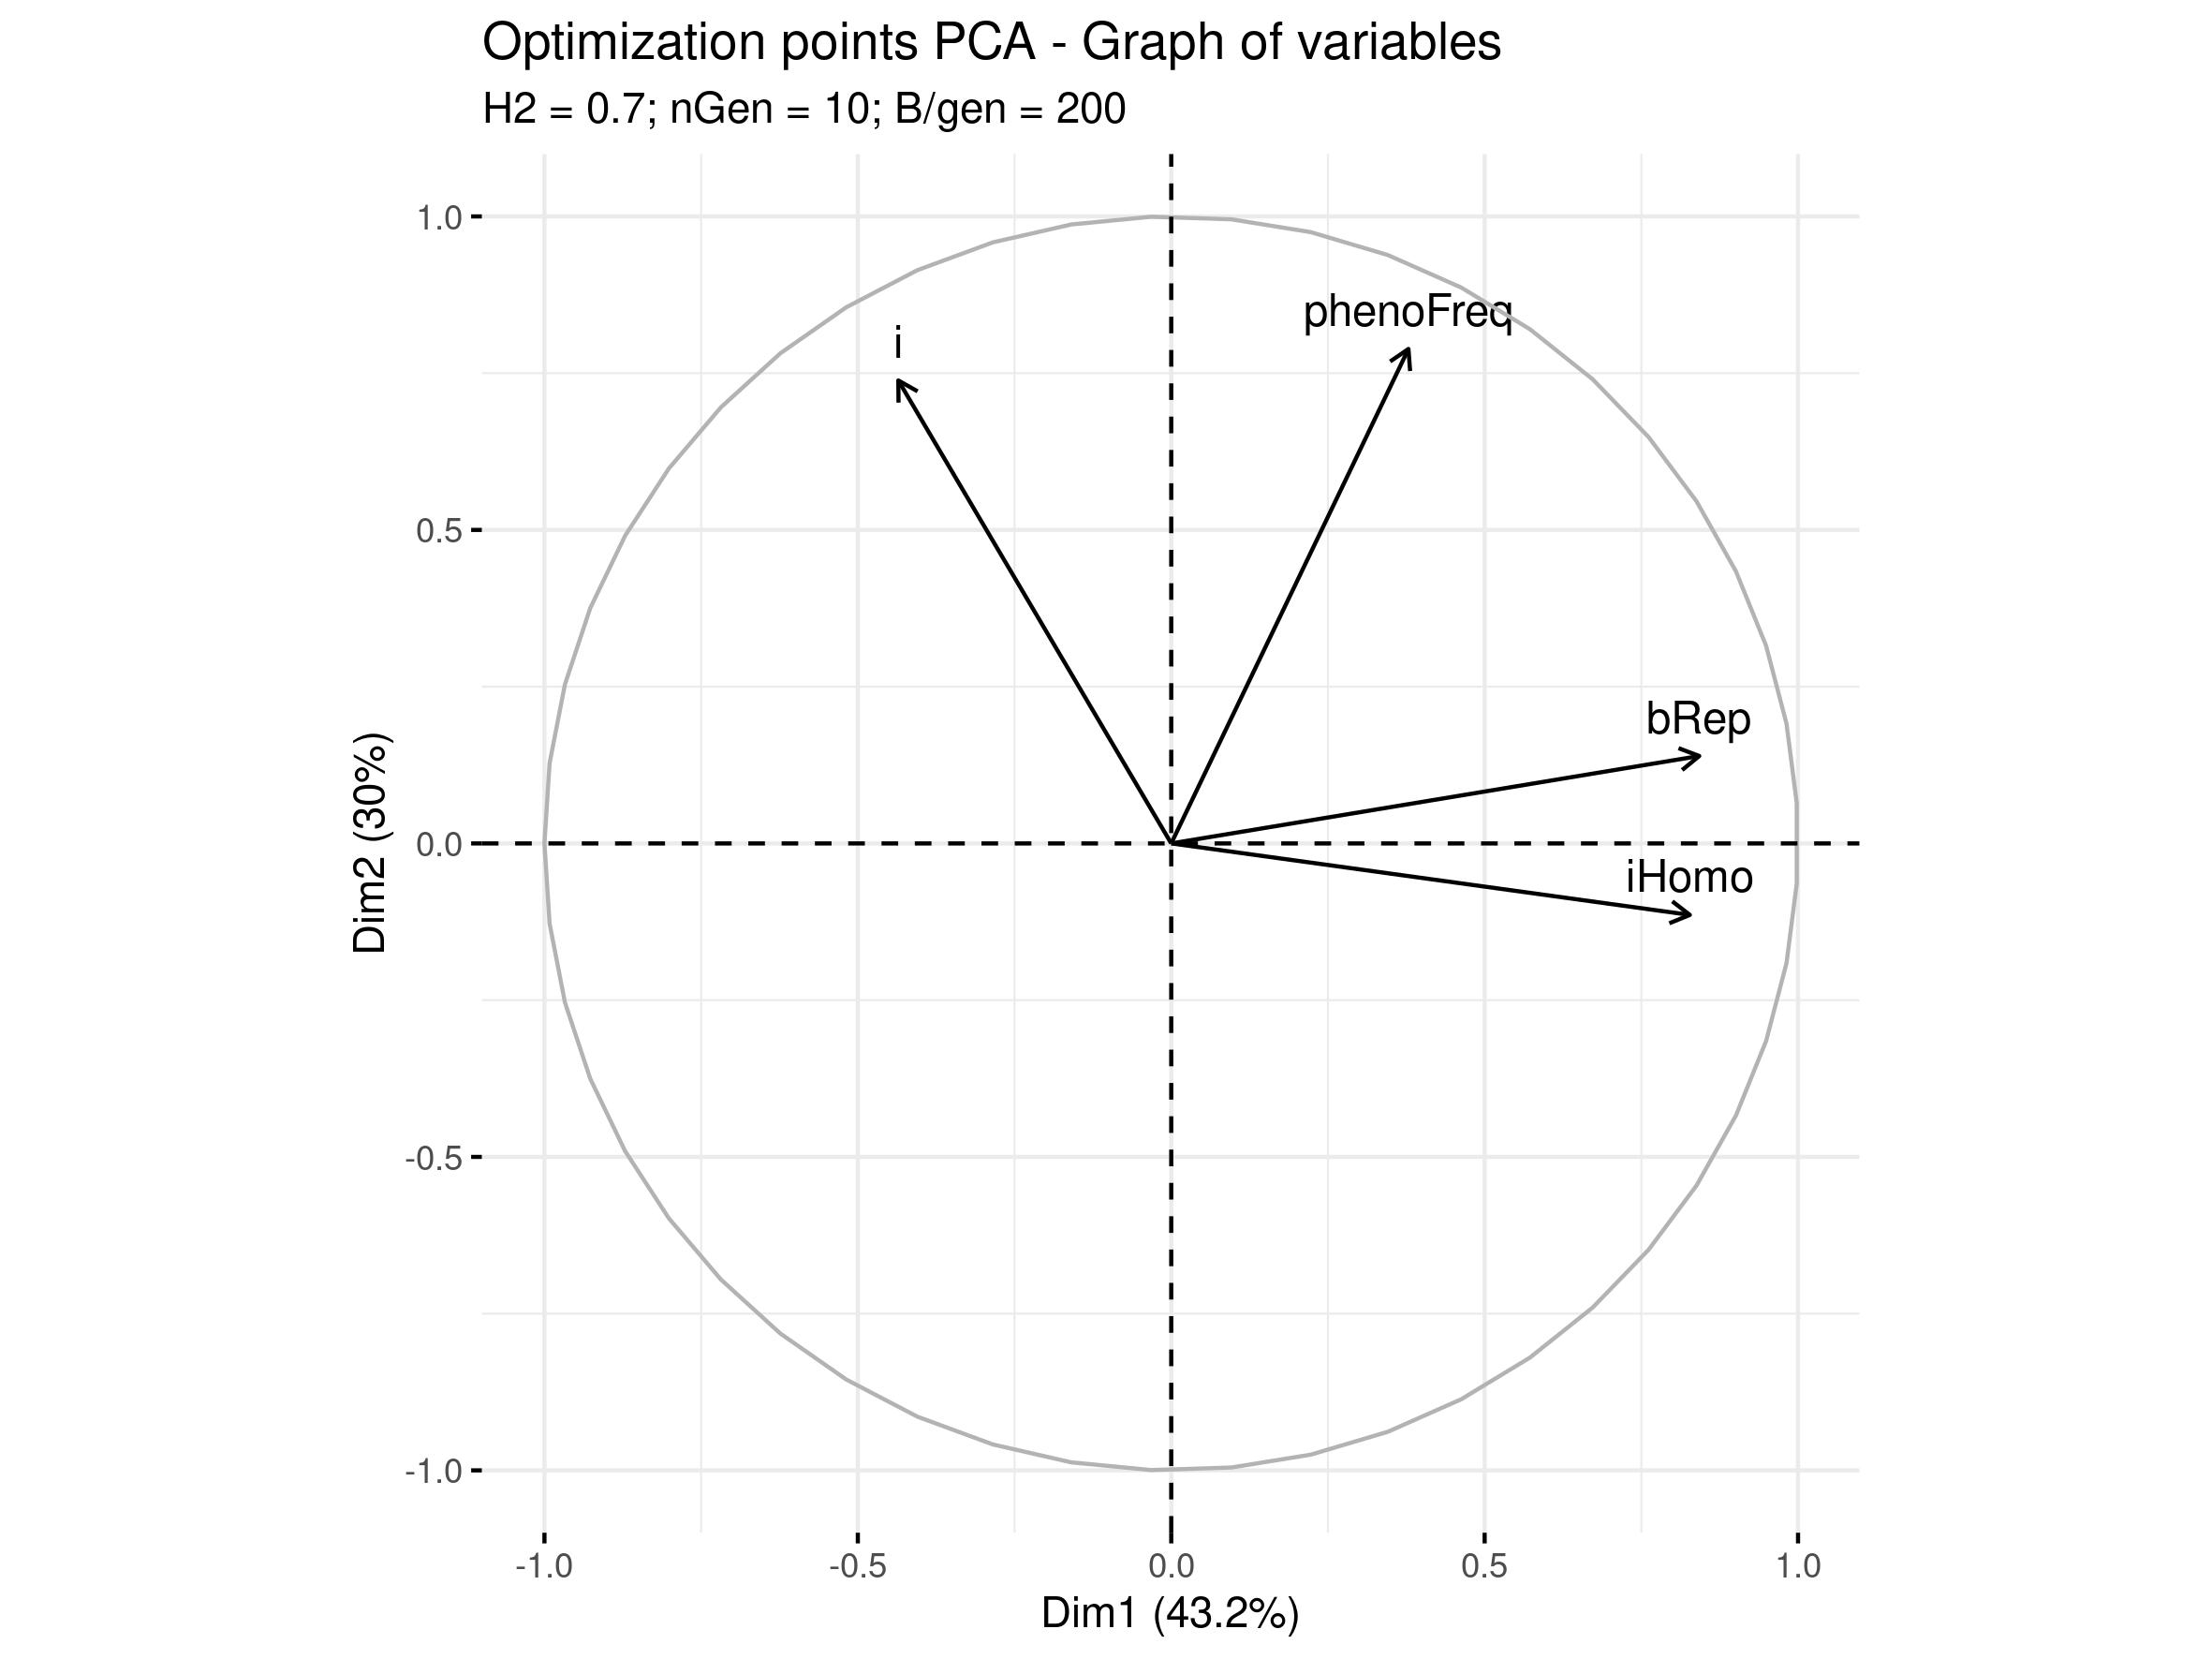 Optimization points PCA - Graph of variables
H2 = 0.7; nGen = 10; B/gen = 200
1.0
0.5
0.0
-0.5
-1.0
Dim2 (30%)
i
phenoFreq
bRep
iHomo
-1.0
-0.5
0.0
0.5
1.0
Dim1 (43.2%)